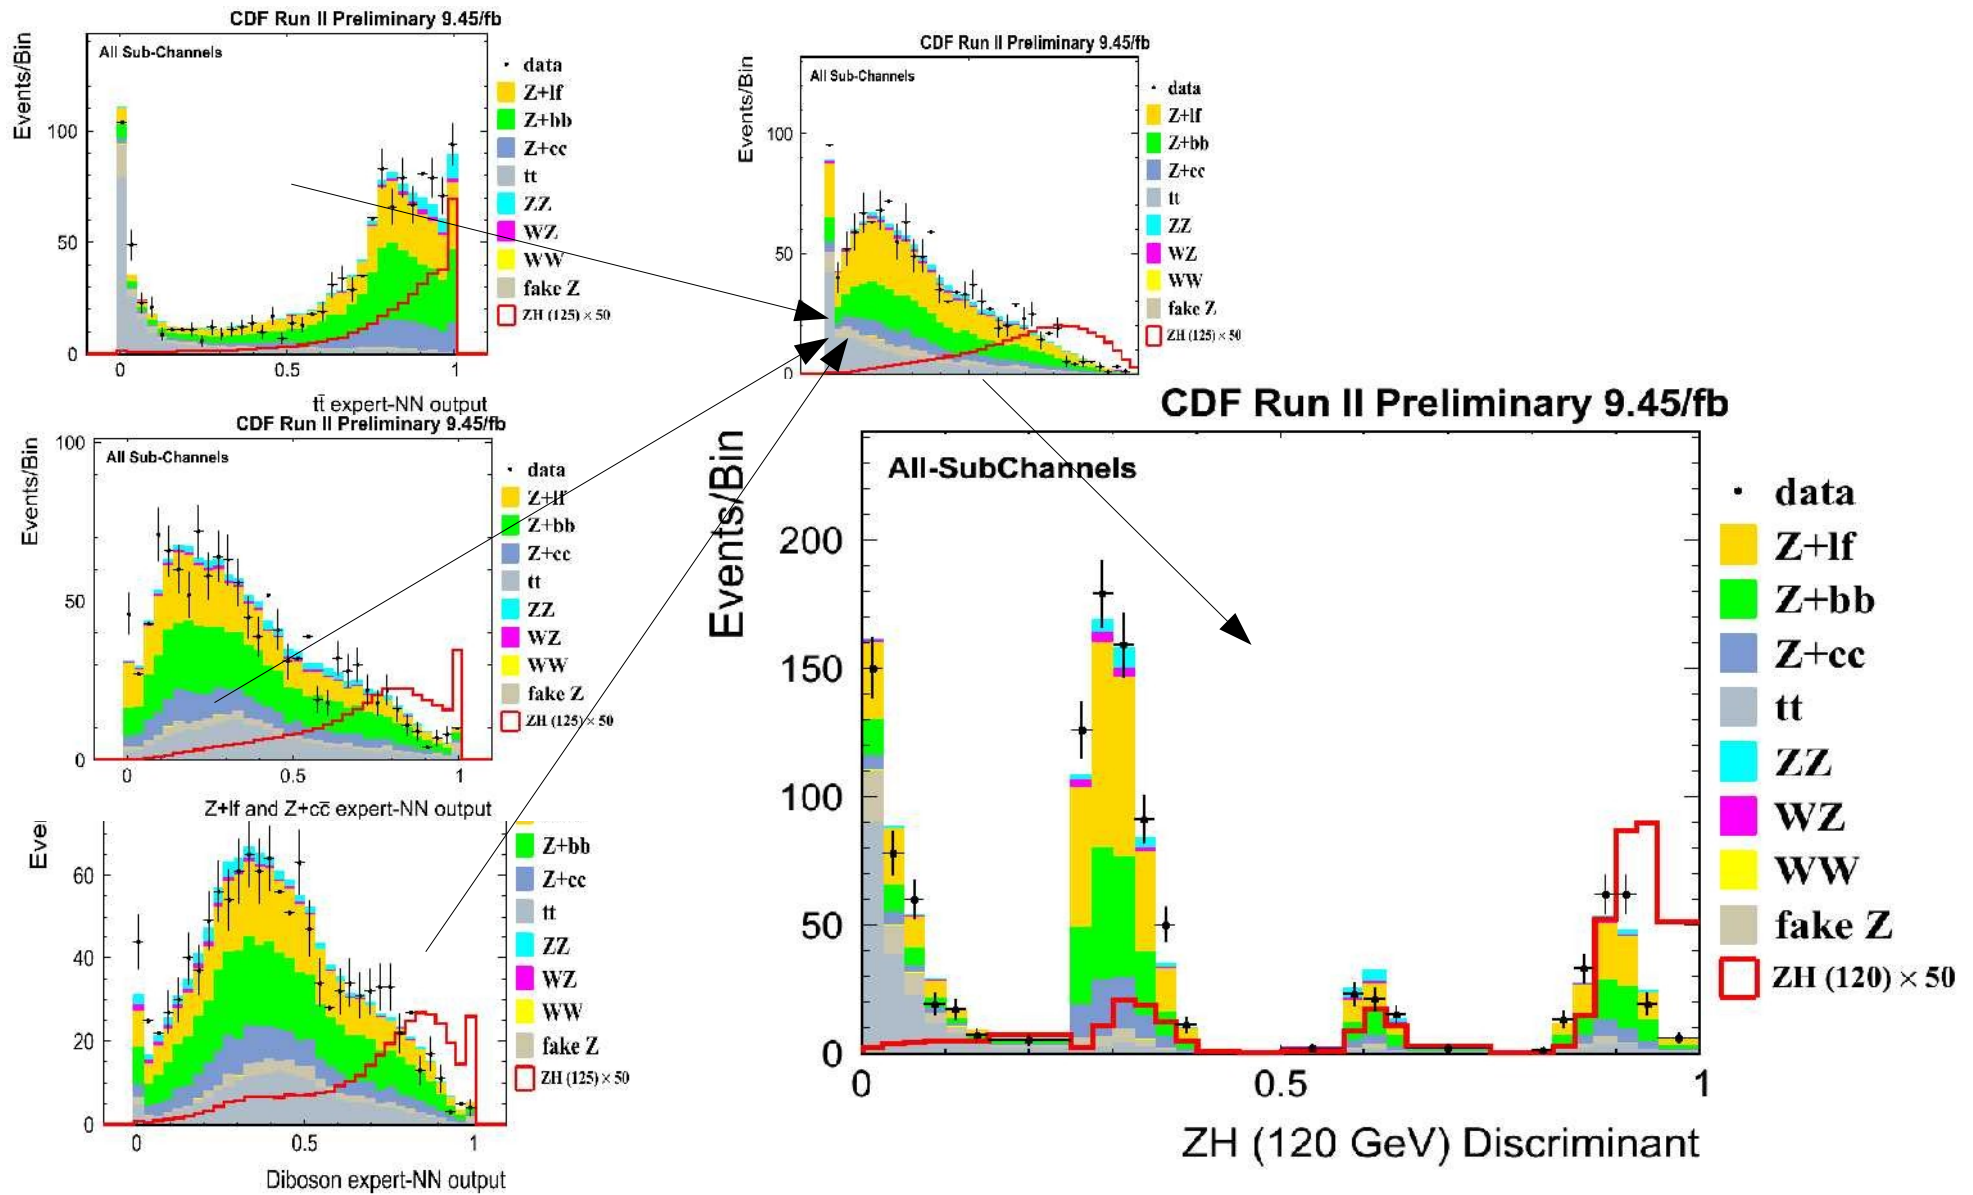 CDF Run II Preliminary 9.45/fb
All Sub-Channels
Events/Bin
100
50
0
0
0.5
1
data
Z+lf
Z+bb
Z+cc
tt
ZZ
WZ
WW
fake Z
ZH (125) × 50
tt̄ expert-NN output
CDF Run II Preliminary 9.45/fb
All Sub-Channels
Events/Bin
100
50
0
data
Z+lf
Z+bb
Z+cc
tt
ZZ
WZ
WW
fake Z
ZH (125) × 50
CDF Run II Preliminary 9.45/fb
All Sub-Channels
Events/Bin
100
50
0
0
0.5
1
data
Z+lf
Z+bb
Z+cc
tt
ZZ
WZ
WW
fake Z
ZH (125) × 50
Z+lf and Z+cc̄ expert-NN output
60
40
20
0
0
0.5
1
Z+bb
Z+cc
tt
ZZ
WZ
WW
fake Z
ZH (125) × 50
Diboson expert-NN output
CDF Run II Preliminary 9.45/fb
All-SubChannels
Events/Bin
200
150
100
50
0
0
0.5
1
data
Z+lf
Z+bb
Z+cc
tt
ZZ
WZ
WW
fake Z
ZH (120) × 50
ZH (120 GeV) Discriminant